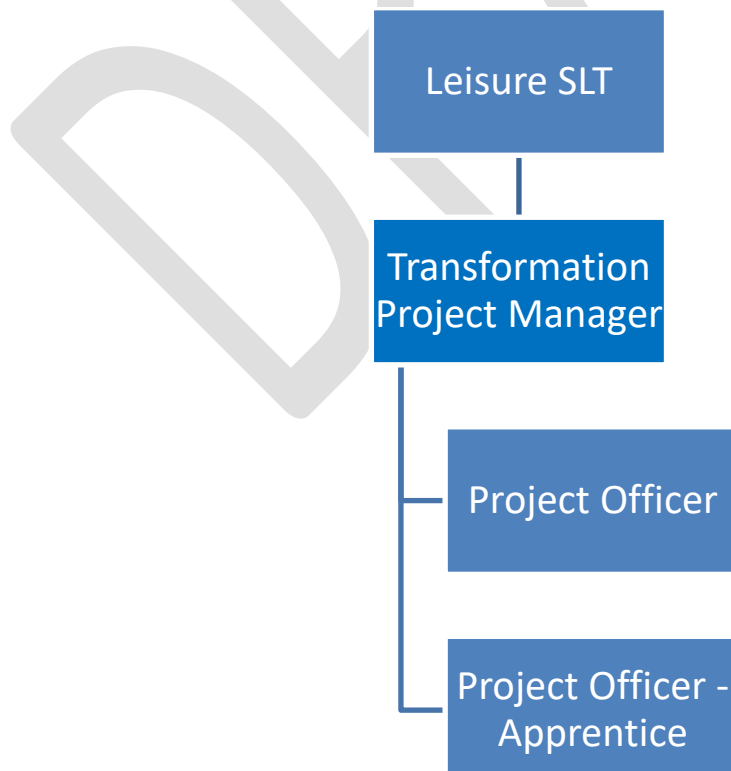 Leisure SLT
Transformation
Project Manager
Project Officer
Project Officer -
Apprentice